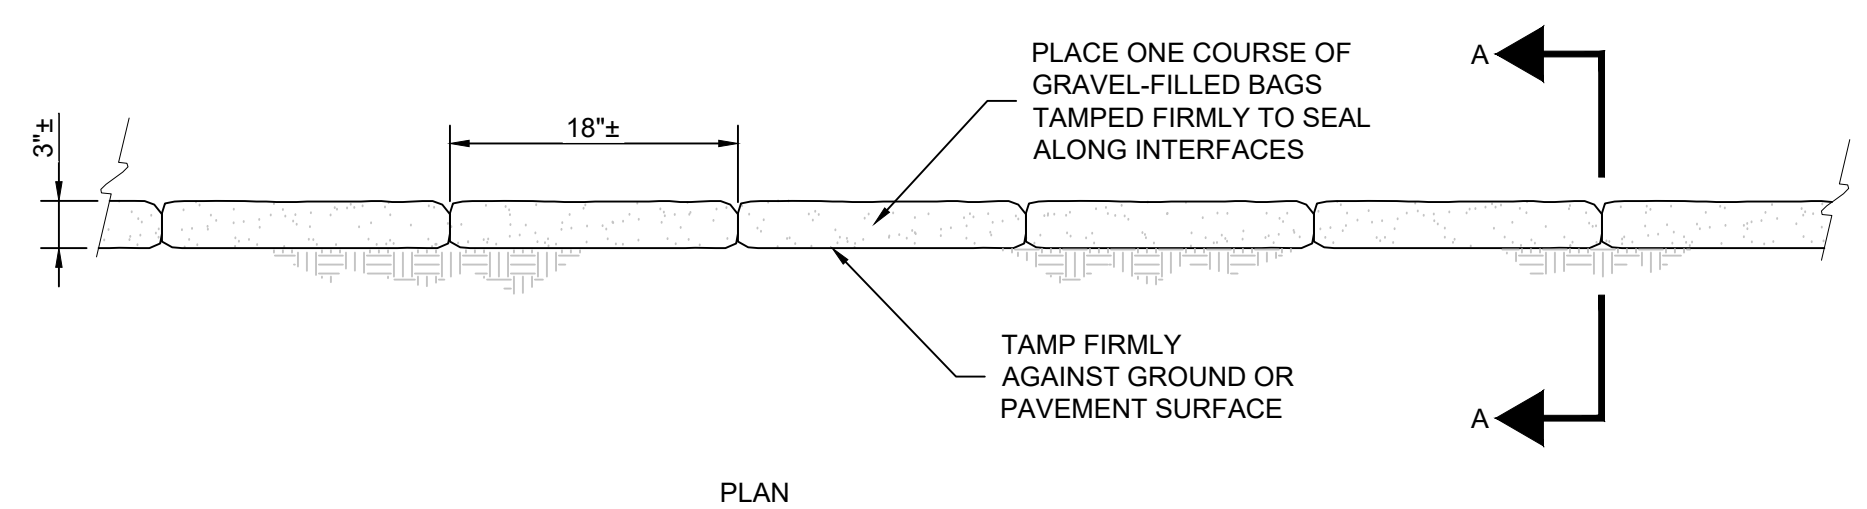 PLACE ONE COURSE OF
GRAVEL-FILLED BAGS
TAMPED FIRMLY TO SEAL
ALONG INTERFACES
A
3"±
18"±
TAMP FIRMLY
AGAINST GROUND OR
PAVEMENT SURFACE
A
PLAN